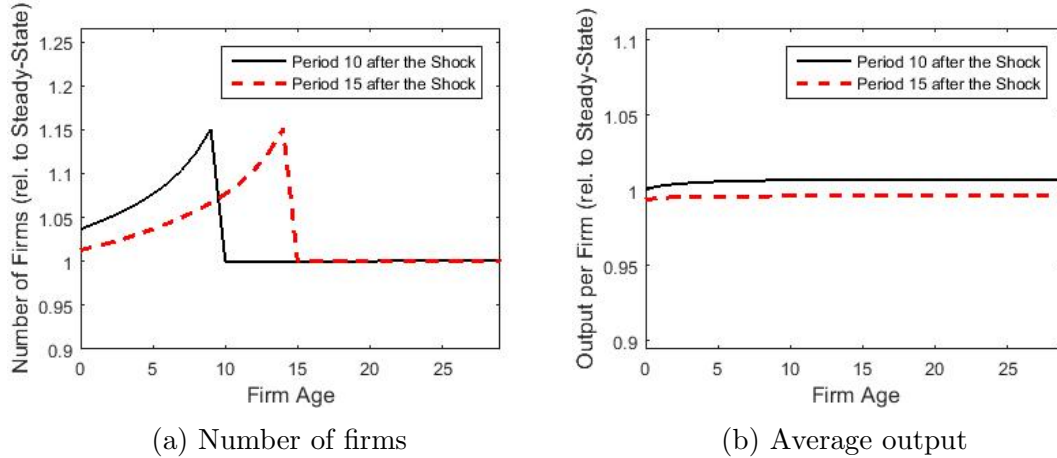 Number of Firms (rel. to Steady-State)
1.25
1.2
1.15
1.1
1.05
1
0.95
0.9
Period 10 after the Shock
Period 15 after the Shock
0 5 10 15 20 25
Firm Age
(a) Number of firms
Output per Firm (rel. to Steady-State)
1.1
1.05
1
0.95
0.9
Period 10 after the Shock
Period 15 after the Shock
0 5 10 15 20 25
Firm Age
(b) Average output